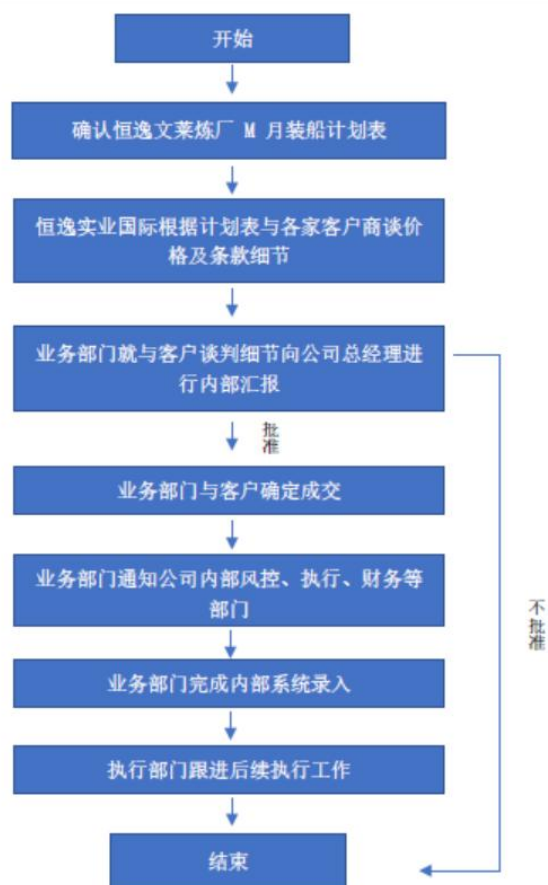 开始
确认恒逸文莱炼厂 M 月装船计划表
恒逸实业国际根据计划表与各家客户商谈价
格及条款细节
业务部门就与客户谈判细节向公司总经理进
行内部汇报
批准
业务部门与客户确定成交
业务部门通知公司内部风控、执行、财务等
部门
不批准
业务部门完成内部系统录入
执行部门跟进后续执行工作
结束